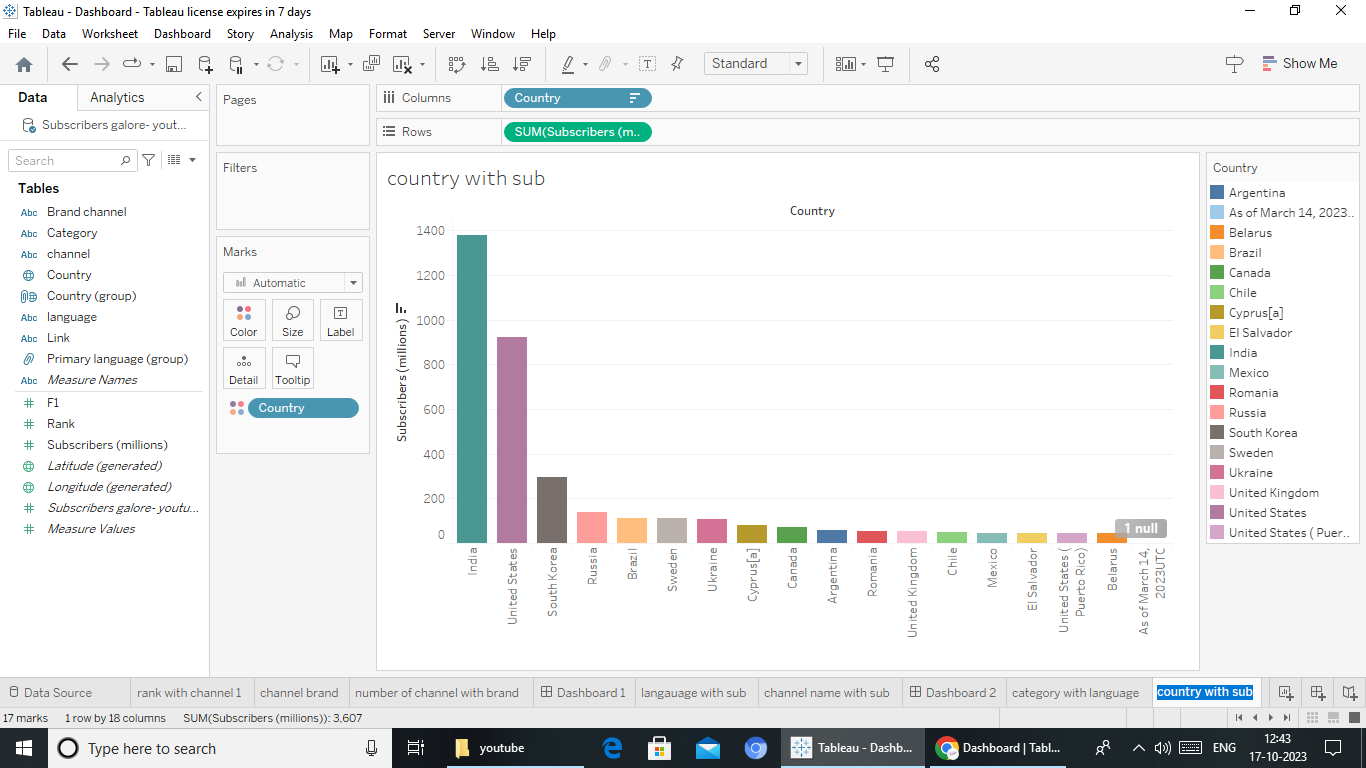 Tableau - Dashboard - Tableau license expires in 7 days
File Data Worksheet Dashboard Story Analysis Map Format Server Window Help
Standard
Show Me
Data Analytics
Subscribers galore- yout...
Search
Tables
Abc Brand channel
Abc Category
Abc channel
Country
Country (group)
Abc language
Abc Link
Primary language (group)
Abc Measure Names
F1
Rank
Subscribers (millions)
Latitude (generated)
Longitude (generated)
Subscribers galore- youtu...
Measure Values
Pages
Filters
Marks
Automatic
Color Size Label
Detail Tooltip
Country
Columns Country
Rows SUM(Subscribers (m..
country with sub
Country
Subscribers (millions)
1400
1200
1000
800
600
400
200
0
1 null
India
United States
South Korea
Russia
Brazil
Sweden
Ukraine
Cyprus[a]
Canada
Argentina
Romania
United Kingdom
Chile
Mexico
El Salvador
United States (
Puerto Rico)
Belarus
As of March 14,
2023UTC
Country
Argentina
As of March 14, 2023..
Belarus
Brazil
Canada
Chile
Cyprus[a]
El Salvador
India
Mexico
Romania
Russia
South Korea
Sweden
Ukraine
United Kingdom
United States
United States ( Puer..
Data Source rank with channel 1 channel brand number of channel with brand Dashboard 1 langauage with sub channel name with sub Dashboard 2 category with language country with sub
17 marks 1 row by 18 columns SUM(Subscribers (millions)): 3,607
Type here to search
youtube
Tableau - Dashb...
Dashboard | Tabl...
ENG
12:43
17-10-2023